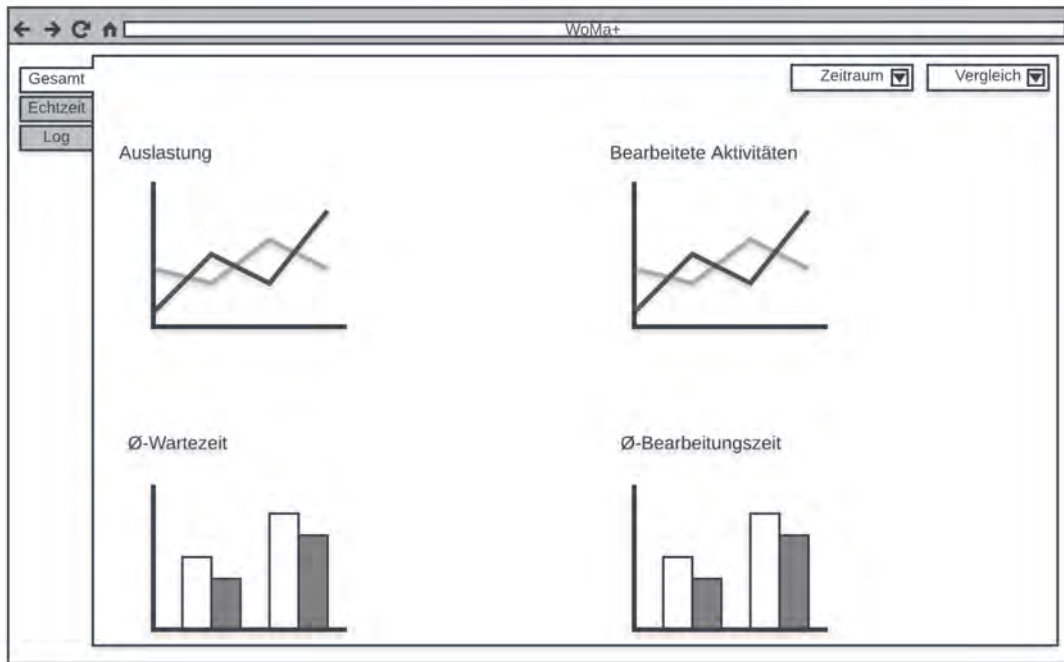 WoMa+
Gesamt
Echtzeit
Log
Zeitraum
Vergleich
Auslastung
Bearbeitete Aktivitäten
Ø-Wartezeit
Ø-Bearbeitungszeit